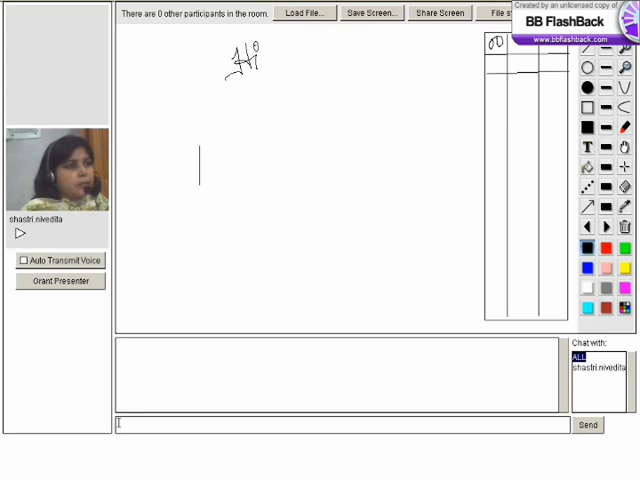 There are 0 other participants in the room.
Load File...
Save Screen...
Share Screen
File s
Created by an unlicensed copy of
BB FlashBack
www.bbflashback.com
Hi
T
shastri.nivedita
Auto Transmit Voice
Grant Presenter
Chat with:
ALL
shastri.nivedita
Send